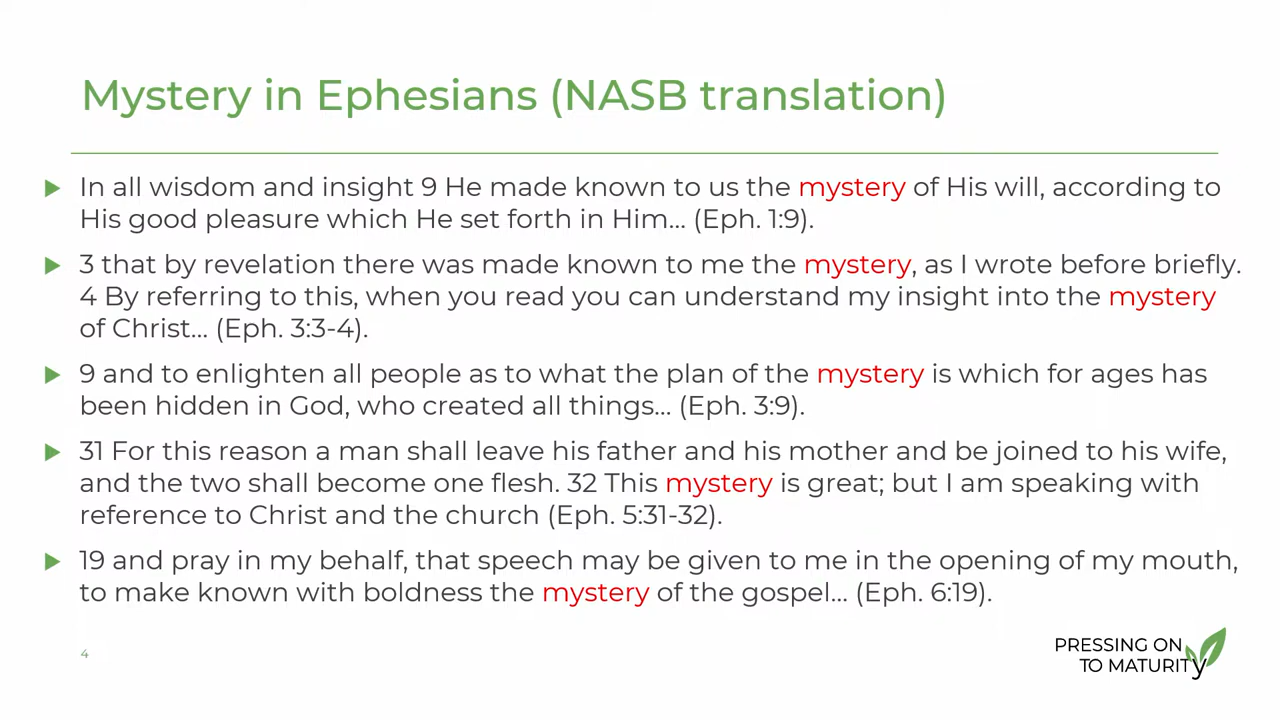 Mystery in Ephesians (NASB translation)
In all wisdom and insight 9 He made known to us the mystery of His will, according to
His good pleasure which He set forth in Him... (Eph. 1:9).
3 that by revelation there was made known to me the mystery, as I wrote before briefly.
4 By referring to this, when you read you can understand my insight into the mystery
of Christ... (Eph. 3:3-4).
9 and to enlighten all people as to what the plan of the mystery is which for ages has
been hidden in God, who created all things... (Eph. 3:9).
31 For this reason a man shall leave his father and his mother and be joined to his wife,
and the two shall become one flesh. 32 This mystery is great; but I am speaking with
reference to Christ and the church (Eph. 5:31-32).
19 and pray in my behalf, that speech may be given to me in the opening of my mouth,
to make known with boldness the mystery of the gospel... (Eph. 6:19).
4
PRESSING ON
TO MATURITy